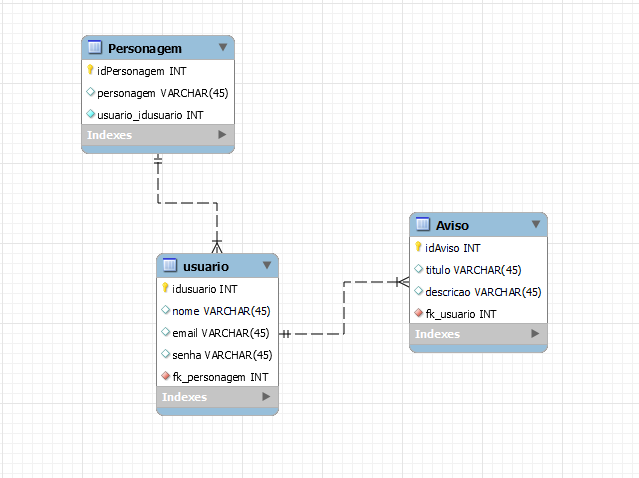 Personagem
idPersonagem INT
personagem VARCHAR(45)
usuario_idusuario INT
Indexes
usuario
idusuario INT
nome VARCHAR(45)
email VARCHAR(45)
senha VARCHAR(45)
fk_personagem INT
Indexes
Aviso
idAviso INT
titulo VARCHAR(45)
descricao VARCHAR(45)
fk_usuario INT
Indexes